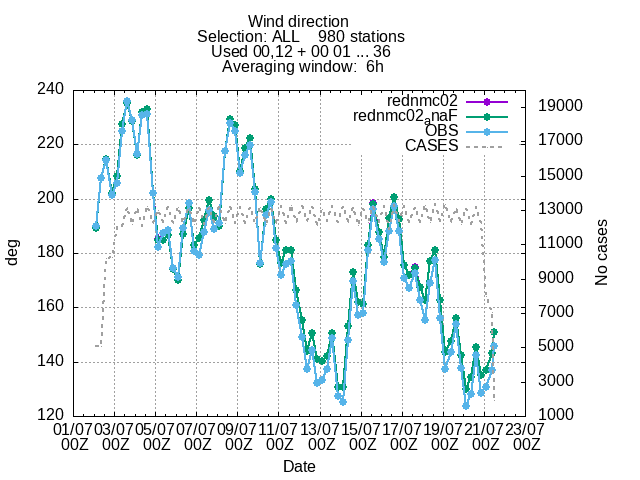 Wind direction
Selection: ALL    980 stations
Used 00,12 + 00 01 ... 36
Averaging window:  6h
240
220
200
180
160
140
120
deg
19000
17000
15000
13000
11000
9000
7000
5000
3000
1000
No cases
rednmc02
rednmc02anaF
OBS
CASES
01/07 03/07 05/07 07/07 09/07 11/07 13/07 15/07 17/07 19/07 21/07 23/07
00Z 00Z 00Z 00Z 00Z 00Z 00Z 00Z 00Z 00Z 00Z 00Z
Date